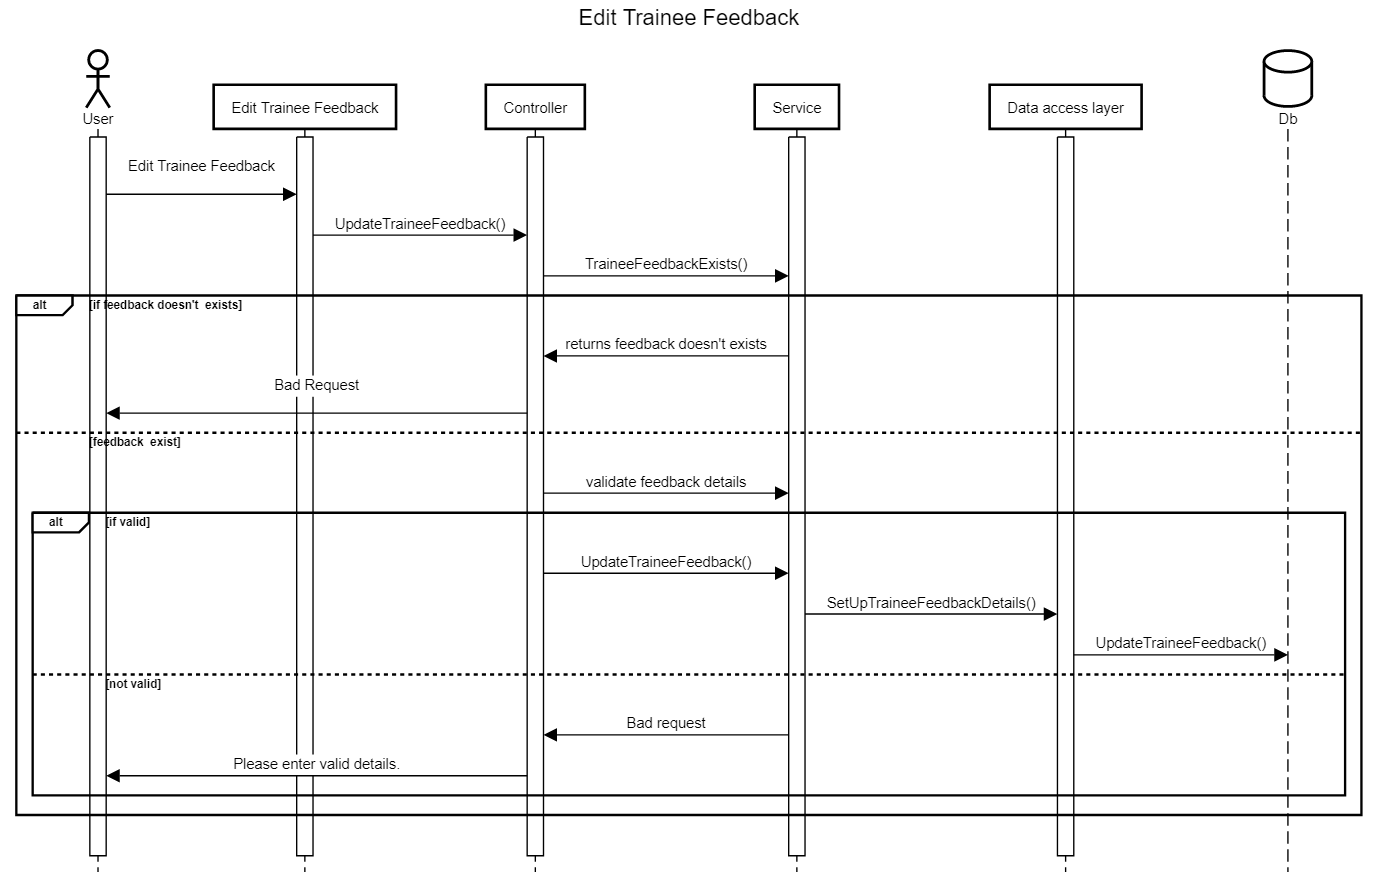 Edit Trainee Feedback
User
Edit Trainee Feedback
Controller
Service
Data access layer
Db
Edit Trainee Feedback
UpdateTraineeFeedback()
TraineeFeedbackExists()
alt
[if feedback doesn't  exists]
returns feedback doesn't exists
Bad Request
[feedback  exist]
validate feedback details
alt
[if valid]
UpdateTraineeFeedback()
SetUpTraineeFeedbackDetails()
UpdateTraineeFeedback()
[not valid]
Bad request
Please enter valid details.